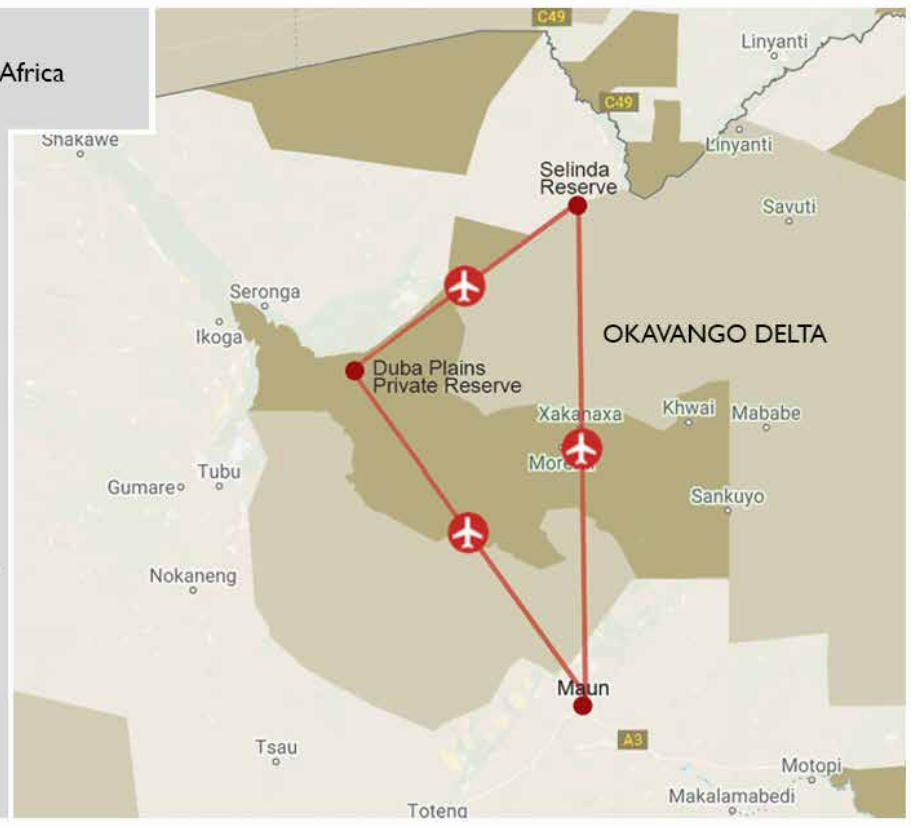 Africa
C49
Linyanti
C49
Shakawe
Linyanti
Selinda
Reserve
Savuti
Seronga
Ikoga
OKAVANGO DELTA
Duba Plains
Private Reserve
Xakanaxa
Khwai
Mababe
Tubu
Gumare
Sankuyo
Nokaneng
Maun
A3
Tsau
Motopi
Makalamabedi
Toteng